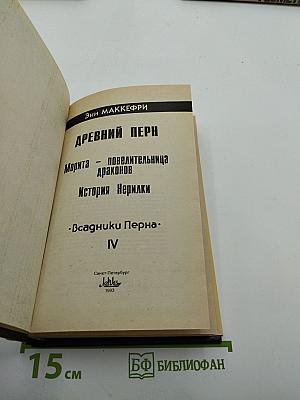 Энн МАККЕФРИ
ДРЕВНИЙ ПЕРН
Морита – повелительница
драконов
История Нерилки
·Всадники Перна·
IV
Санкт-Петербург
1993
15 см
БФ БИБЛИОФАН